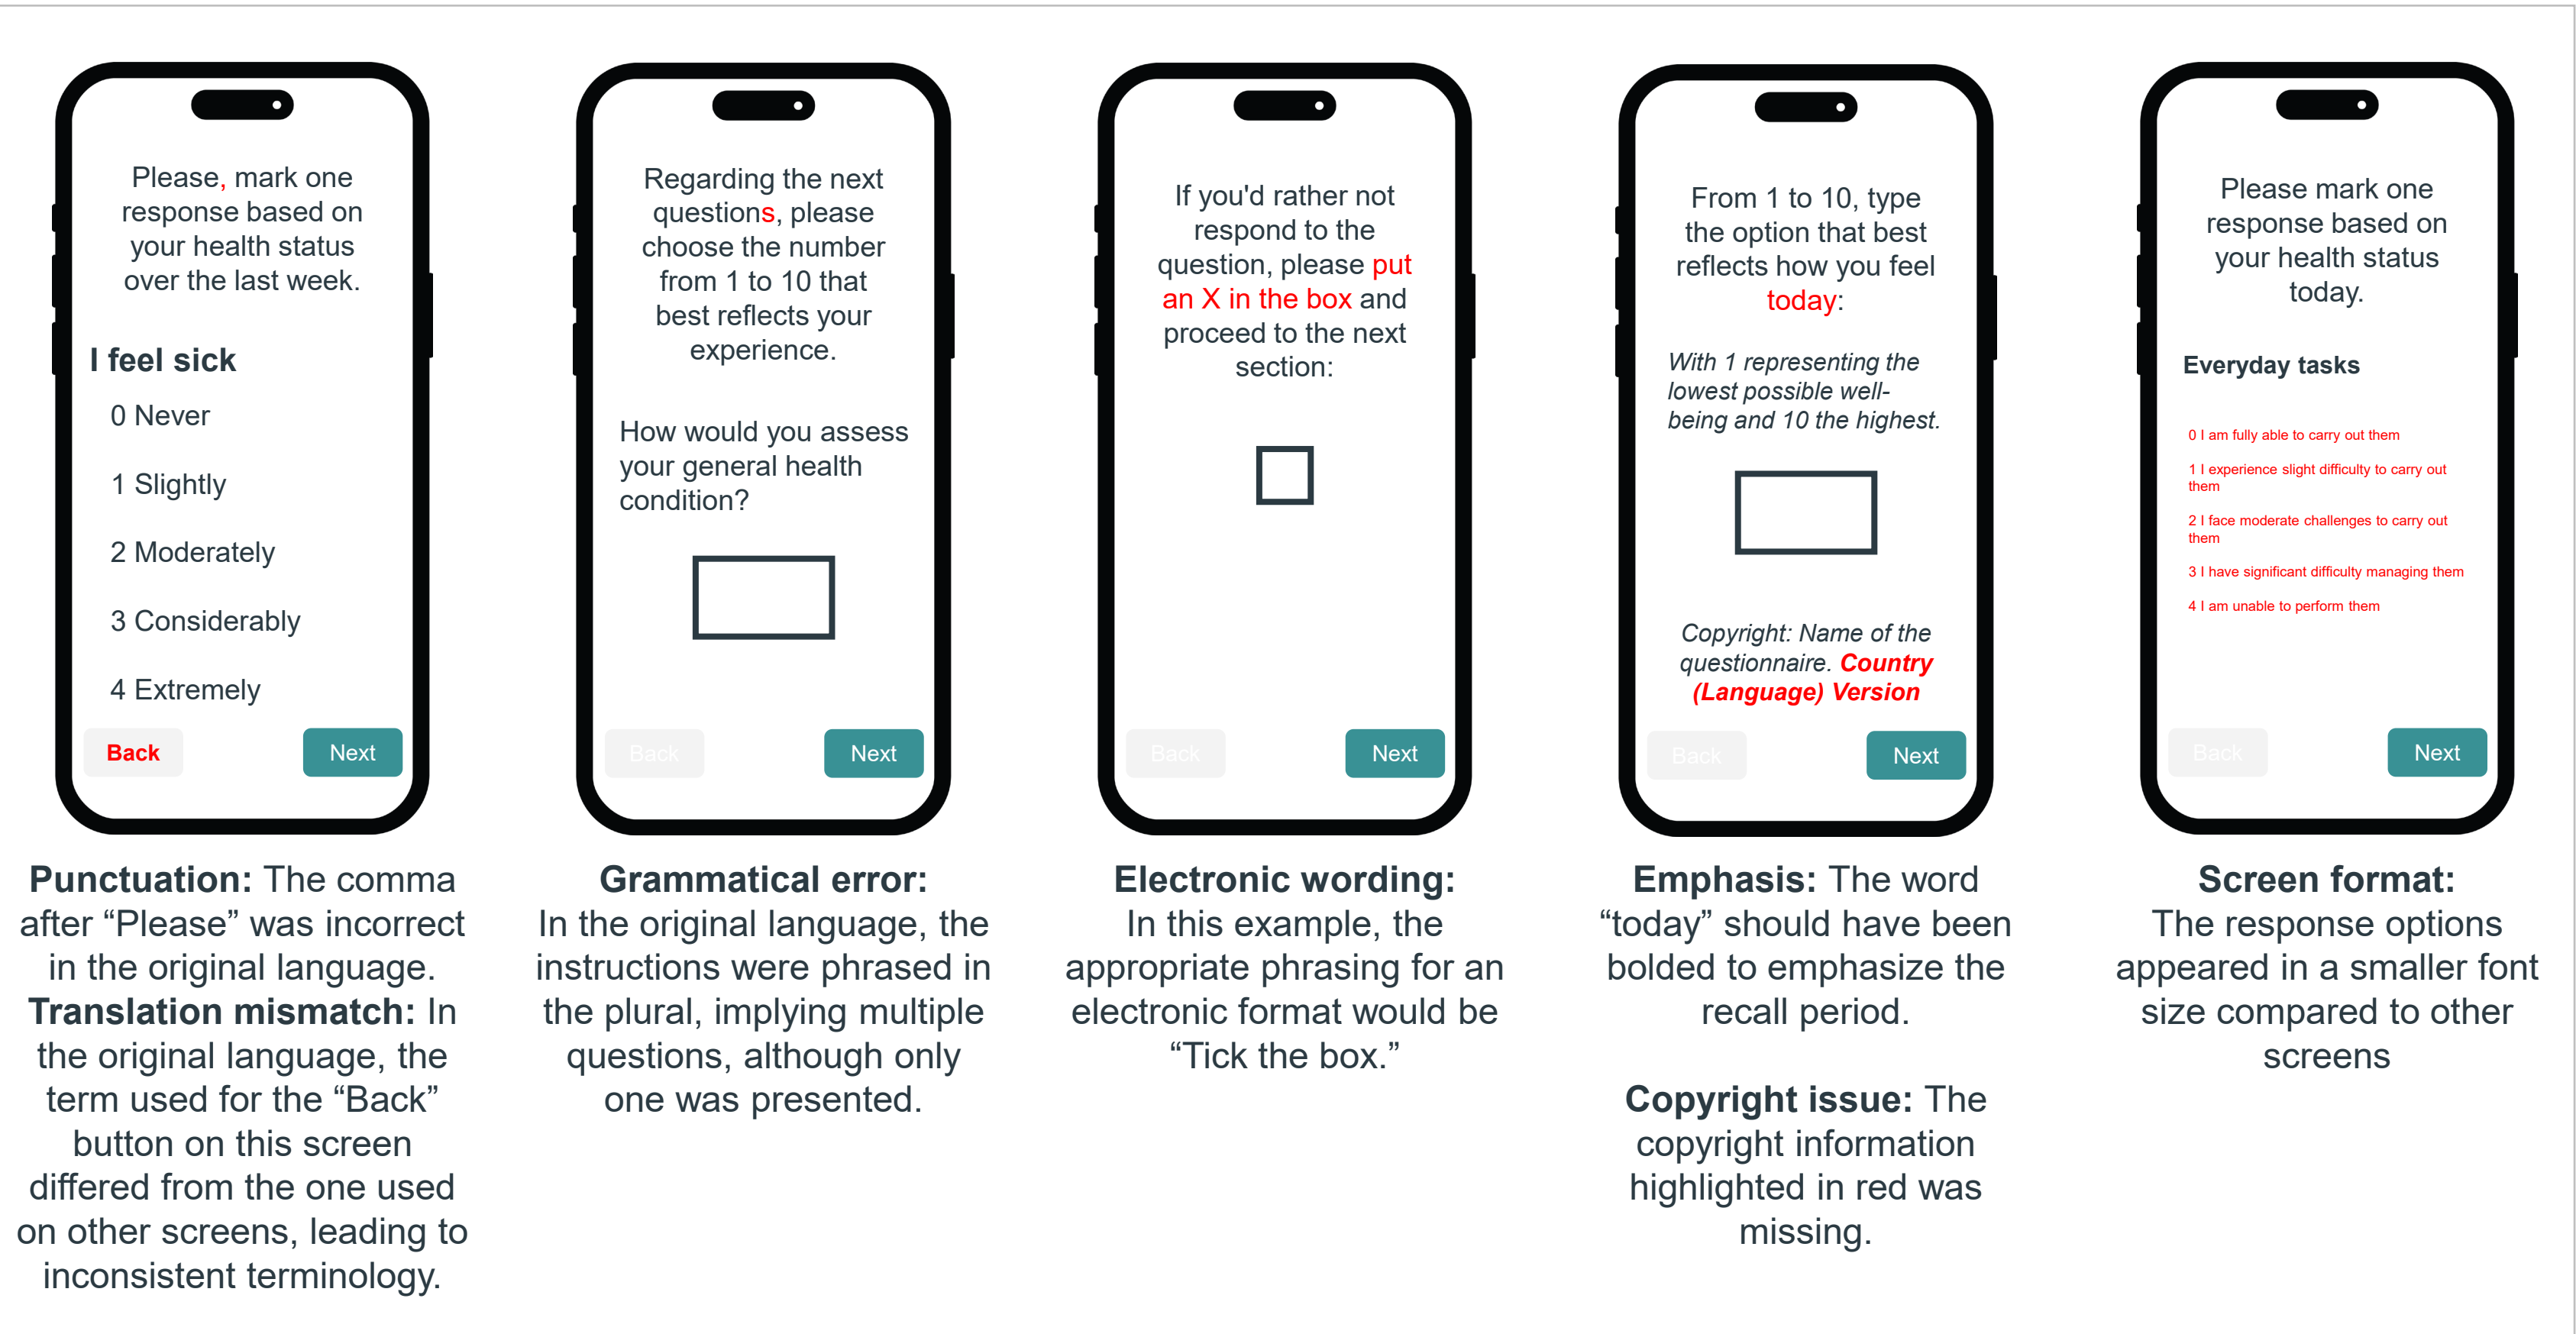 Please, mark one
response based on
your health status
over the last week.
I feel sick
0 Never
1 Slightly
2 Moderately
3 Considerably
4 Extremely
Back
Next
Punctuation: The comma
after “Please” was incorrect
in the original language.
Translation mismatch: In
the original language, the
term used for the “Back”
button on this screen
differed from the one used
on other screens, leading to
inconsistent terminology.
Regarding the next
questions, please
choose the number
from 1 to 10 that
best reflects your
experience.
How would you assess
your general health
condition?
Back
Next
Grammatical error:
In the original language, the
instructions were phrased in
the plural, implying multiple
questions, although only
one was presented.
If you'd rather not
respond to the
question, please put
an X in the box and
proceed to the next
section:
Back
Next
Electronic wording:
In this example, the
appropriate phrasing for an
electronic format would be
“Tick the box.”
From 1 to 10, type
the option that best
reflects how you feel
today:
With 1 representing the
lowest possible well-
being and 10 the highest.
Copyright: Name of the
questionnaire. Country
(Language) Version
Back
Next
Emphasis: The word
“today” should have been
bolded to emphasize the
recall period.
Copyright issue: The
copyright information
highlighted in red was
missing.
Please mark one
response based on
your health status
today.
Everyday tasks
0 I am fully able to carry out them
1 I experience slight difficulty to carry out
them
2 I face moderate challenges to carry out
them
3 I have significant difficulty managing them
4 I am unable to perform them
Back
Next
Screen format:
The response options
appeared in a smaller font
size compared to other
screens